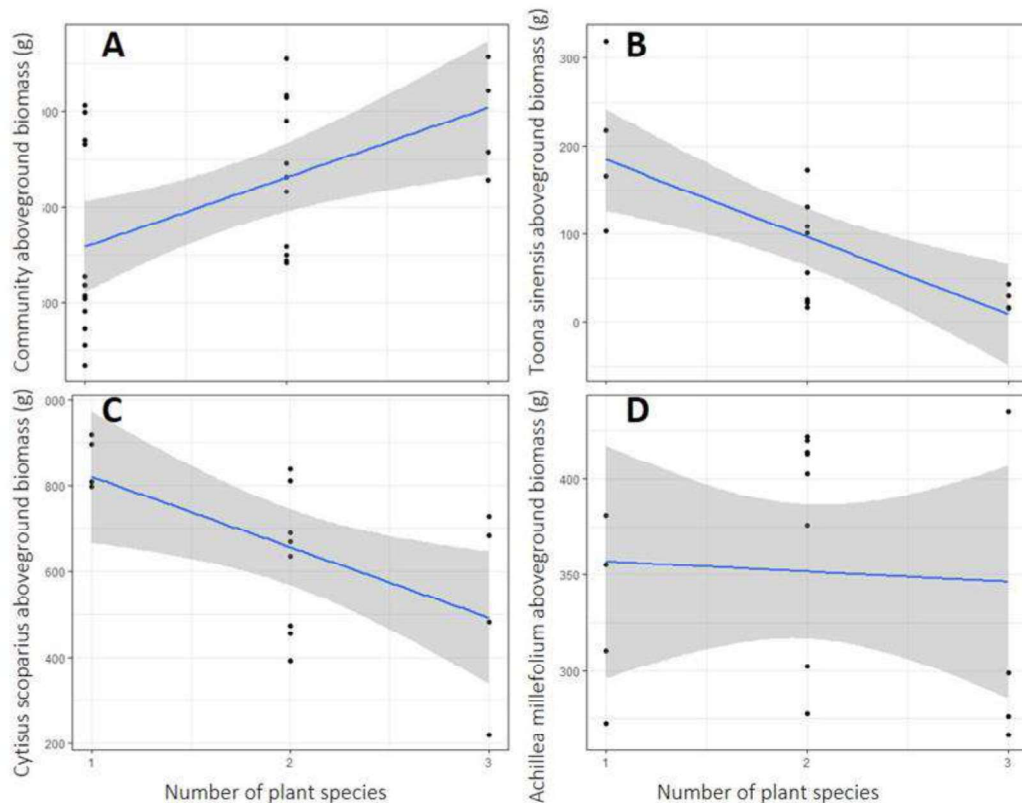 A
Community aboveground biomass (g)
B
Toona sinensis aboveground biomass (g)
300
200
100
0
C
Cytisus scoparius aboveground biomass (g)
000
800
600
400
200
1
2
3
Number of plant species
D
Achillea millefolium aboveground biomass (g)
400
350
300
1
2
3
Number of plant species